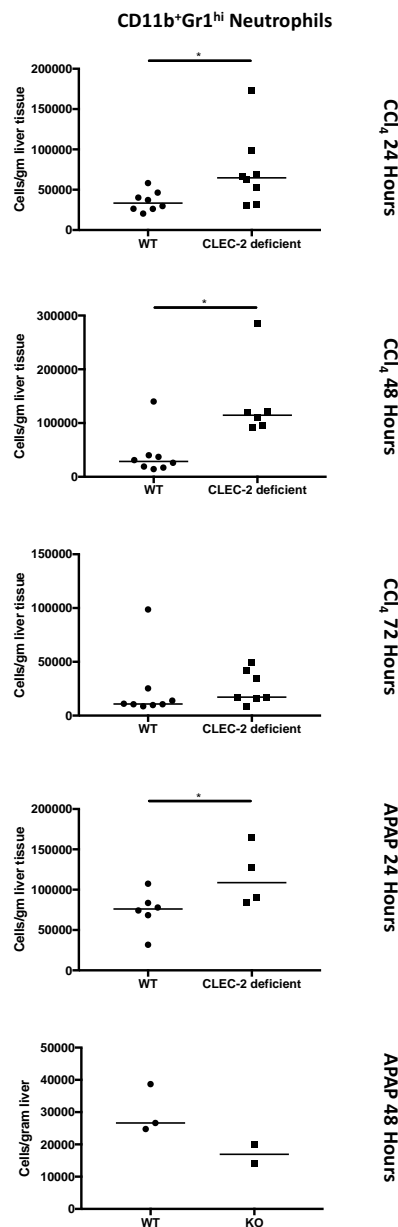 CD11b⁺Gr1ʰⁱ Neutrophils
*
200000
150000
100000
50000
0
Cells/gm liver tissue
WT CLEC-2 deficient
CCl₄ 24 Hours
*
300000
200000
100000
0
Cells/gm liver tissue
WT CLEC-2 deficient
CCl₄ 48 Hours
150000
100000
50000
0
Cells/gm liver tissue
WT CLEC-2 deficient
CCl₄ 72 Hours
*
200000
150000
100000
50000
0
Cells/gm liver tissue
WT CLEC-2 deficient
APAP 24 Hours
50000
40000
30000
20000
10000
0
Cells/gram liver
WT KO
APAP 48 Hours